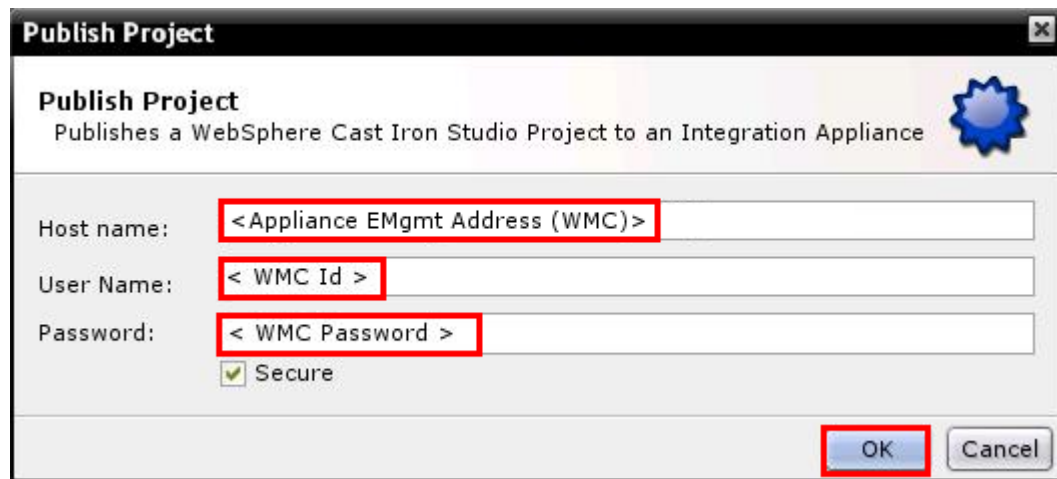 Publish Project
Publish Project
Publishes a WebSphere Cast Iron Studio Project to an Integration Appliance
Host name: <Appliance EMgmt Address (WMC)>
User Name: < WMC Id >
Password: < WMC Password >
Secure
OK Cancel